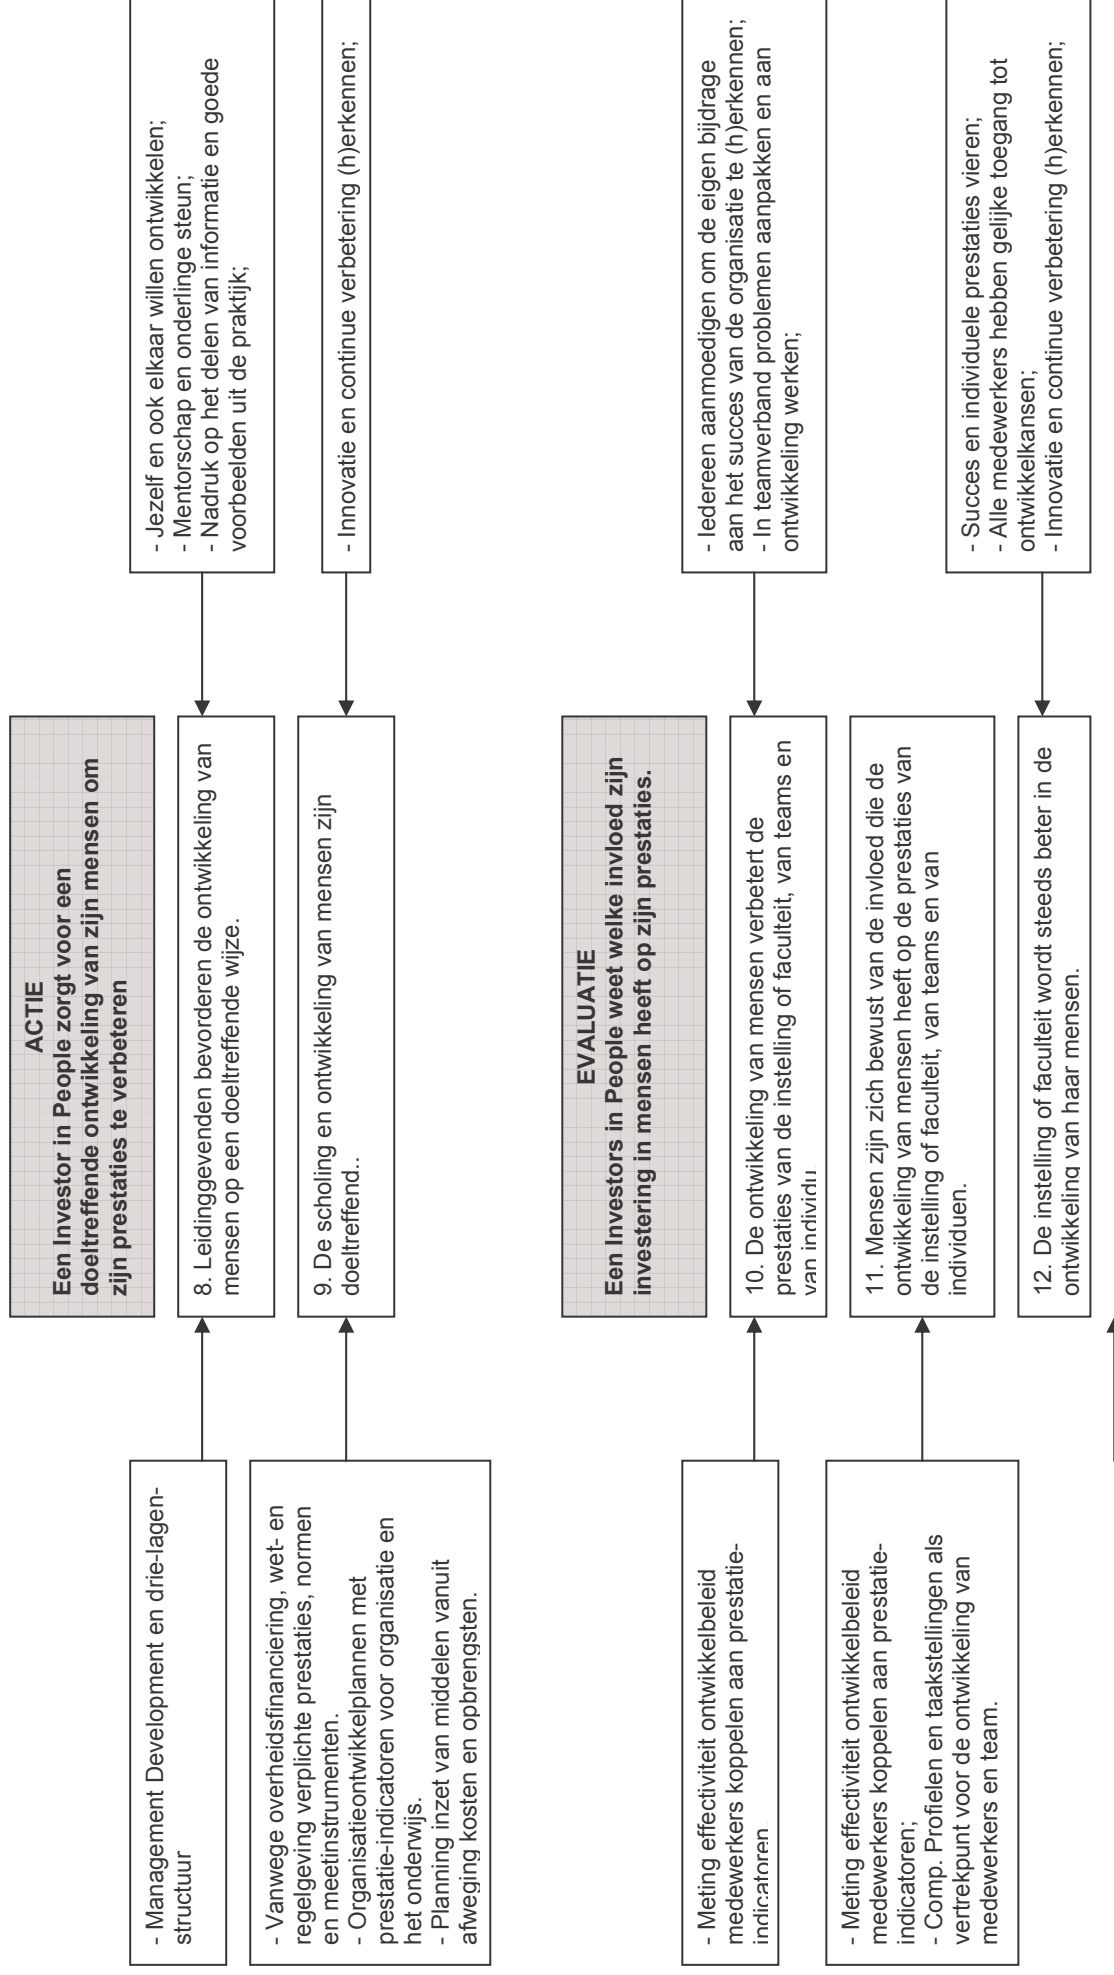 ACTIE
Een Investor in People zorgt voor een
doeltreffende ontwikkeling van zijn mensen om
zijn prestaties te verbeteren
- Management Development en drie-lagen-
structuur
8. Leidinggevenden bevorderen de ontwikkeling van
mensen op een doeltreffende wijze.
- Jezelf en ook elkaar willen ontwikkelen;
- Mentorschap en onderlinge steun;
- Nadruk op het delen van informatie en goede
voorbeelden uit de praktijk;
- Vanwege overheidsfinanciering, wet- en
regelgeving verplichte prestaties, normen
en meetinstrumenten.
- Organisatieontwikkelplannen met
prestatie-indicatoren voor organisatie en
het onderwijs.
- Planning inzet van middelen vanuit
afweging kosten en opbrengsten.
9. De scholing en ontwikkeling van mensen zijn
doeltreffend..
- Innovatie en continue verbetering (h)erkennen;
EVALUATIE
Een Investors in People weet welke invloed zijn
investering in mensen heeft op zijn prestaties.
- Meting effectiviteit ontwikkelbeleid
medewerkers koppelen aan prestatie-
indicatoren
10. De ontwikkeling van mensen verbetert de
prestaties van de instelling of faculteit, van teams en
van individu
- Iedereen aanmoedigen om de eigen bijdrage
aan het succes van de organisatie te (h)erkennen;
- In teamverband problemen aanpakken en aan
ontwikkeling werken;
- Meting effectiviteit ontwikkelbeleid
medewerkers koppelen aan prestatie-
indicatoren;
- Comp. Profielen en taakstellingen als
vertrekpunt voor de ontwikkeling van
medewerkers en team.
11. Mensen zijn zich bewust van de invloed die de
ontwikkeling van mensen heeft op de prestaties van
de instelling of faculteit, van teams en van
individuen.
12. De instelling of faculteit wordt steeds beter in de
ontwikkeling van haar mensen.
- Succes en individuele prestaties vieren;
- Alle medewerkers hebben gelijke toegang tot
ontwikkelkansen;
- Innovatie en continue verbetering (h)erkennen;